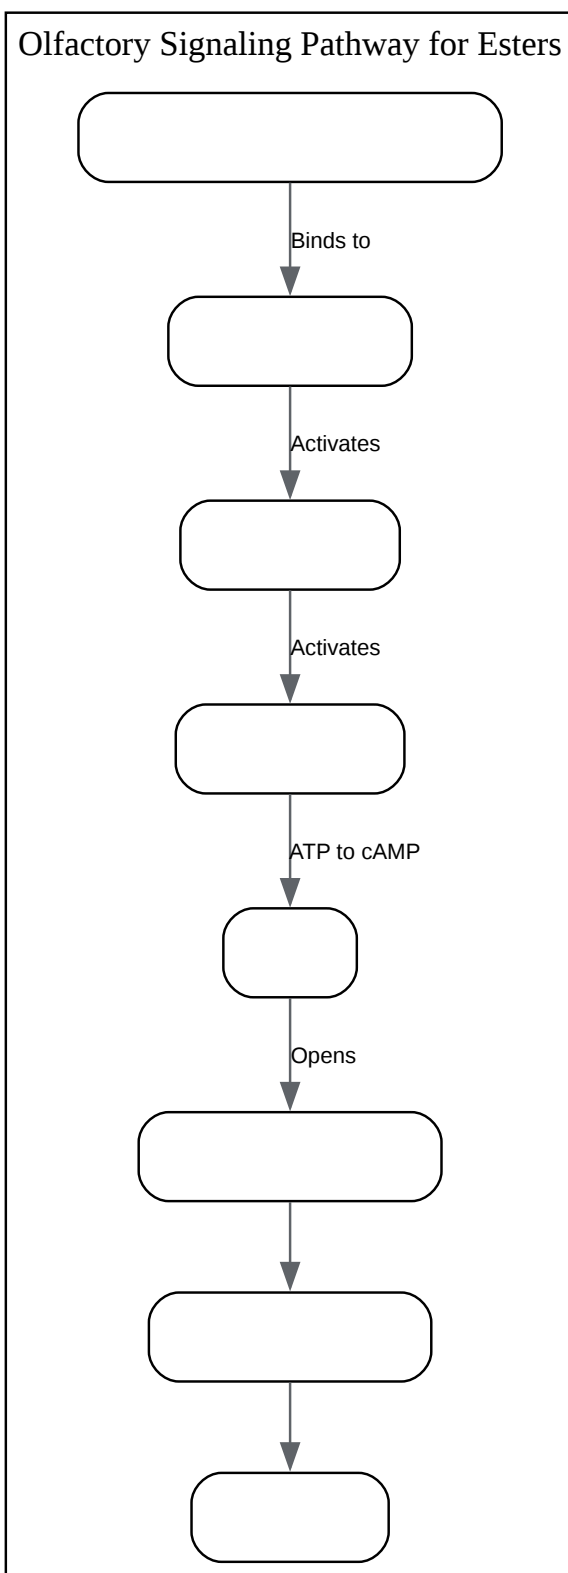 Olfactory Signaling Pathway for Esters
Binds to
Activates
Activates
ATP to cAMP
Opens